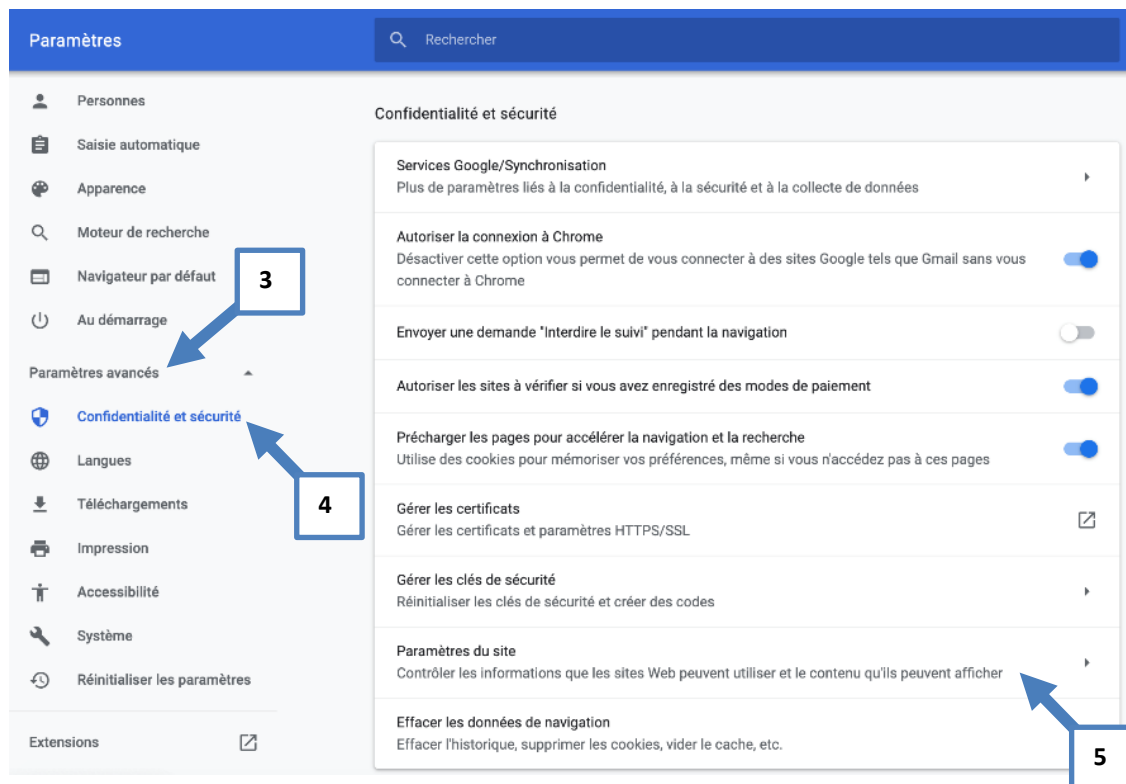 Paramètres
Rechercher
Personnes
Saisie automatique
Apparence
Moteur de recherche
Navigateur par défaut
3
Au démarrage
Paramètres avancés
Confidentialité et sécurité
Langues
Téléchargements
4
Impression
Accessibilité
Système
Réinitialiser les paramètres
Extensions
Confidentialité et sécurité
Services Google/Synchronisation
Plus de paramètres liés à la confidentialité, à la sécurité et à la collecte de données
Autoriser la connexion à Chrome
Désactiver cette option vous permet de vous connecter à des sites Google tels que Gmail sans vous
connecter à Chrome
Envoyer une demande "Interdire le suivi" pendant la navigation
Autoriser les sites à vérifier si vous avez enregistré des modes de paiement
Précharger les pages pour accélérer la navigation et la recherche
Utilise des cookies pour mémoriser vos préférences, même si vous n'accédez pas à ces pages
Gérer les certificats
Gérer les certificats et paramètres HTTPS/SSL
Gérer les clés de sécurité
Réinitialiser les clés de sécurité et créer des codes
Paramètres du site
Contrôler les informations que les sites Web peuvent utiliser et le contenu qu'ils peuvent afficher
Effacer les données de navigation
Effacer l'historique, supprimer les cookies, vider le cache, etc.
5